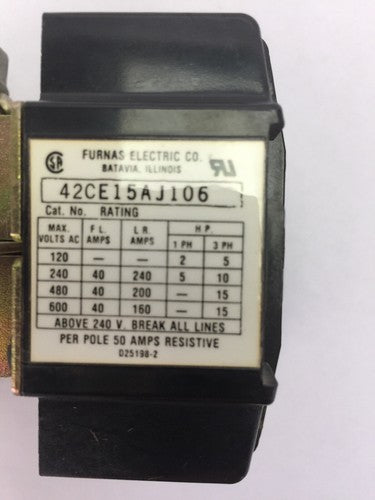 SA FURNAS ELECTRIC CO. RU
BATAVIA, ILLINOIS
42CE15AJ106
Cat. No. RATING
MAX. VOLTS AC F L. AMPS L R. AMPS H P. 1 PH 3 PH
120 — — 2 5
240 40 240 5 10
480 40 200 — 15
600 40 160 — 15
ABOVE 240 V. BREAK ALL LINES
PER POLE 50 AMPS RESISTIVE
D25198-2